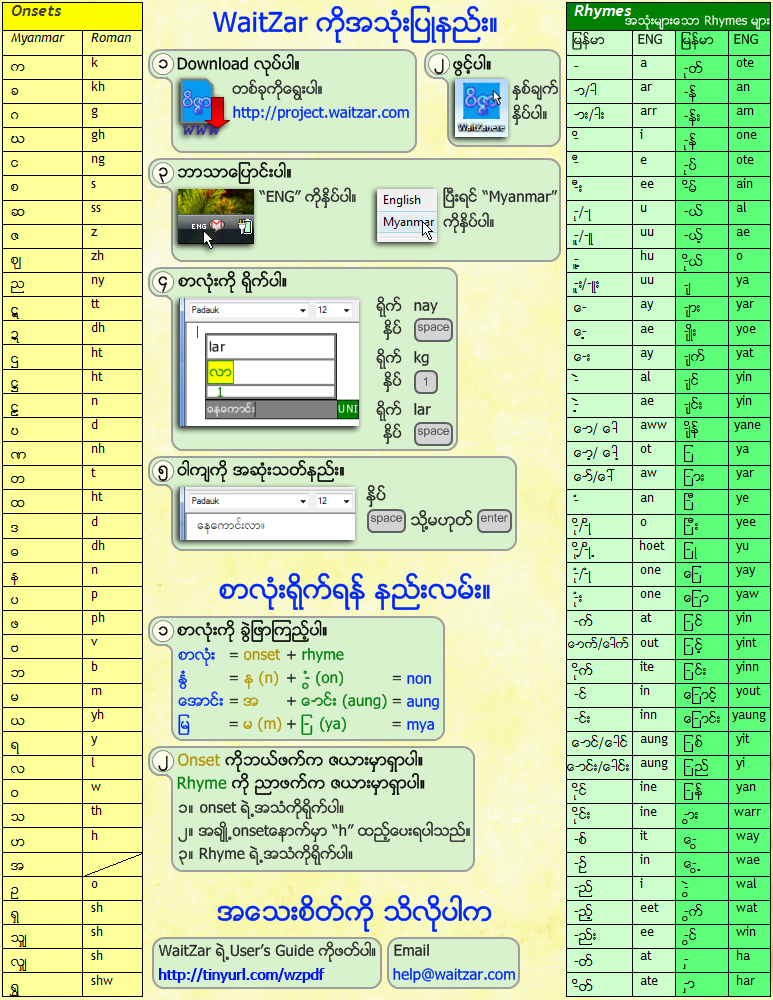 Onsets
Myanmar Roman
က k
ခ kh
ဂ g
ဃ gh
င ng
စ s
ဆ ss
ဇ z
ဈ zh
ည ny
ဋ္ဌ tt
ဍ dh
ဌ ht
ဋ္ဌ ht
ဠ n
ပ d
ဏ nh
တ t
ထ ht
ဒ d
ဓ dh
န n
ပ p
ဖ ph
ဗ v
ဘ b
မ m
ယ yh
ရ y
လ l
ဝ w
သ th
ဟ h
အ
ဥ o
ရှ sh
သျှ sh
လျှ sh
ရွှ shw
WaitZar ကိုအသုံးပြုနည်း။
၁ Download လုပ်ပါ။
တစ်ခုကိုရွေးပါ။
http://project.waitzar.com
ဝိဇ္ဇာ
www
၂ ဖွင့်ပါ။
နှစ်ချက်
နှိပ်ပါ။
ဝိဇ္ဇာ
WaitZar.exe
၃ ဘာသာပြောင်းပါ။
"ENG" ကိုနှိပ်ပါ။
ENG
English
Myanmar
ပြီးရင် "Myanmar"
ကိုနှိပ်ပါ။
၄ စာလုံးကို ရိုက်ပါ။
Padauk 12
lar
လာ
1
နေကောင်း UNI
ရိုက် nay
နှိပ် space
ရိုက် kg
နှိပ် 1
ရိုက် lar
နှိပ် space
၅ ဝါကျကို အဆုံးသတ်နည်း။
Padauk 12
နေကောင်းလာ။
နှိပ်
space သို့မဟုတ် enter
စာလုံးရိုက်ရန် နည်းလမ်း။
၁ စာလုံးကို ခွဲဖြာကြည့်ပါ။
စာလုံး = onset + rhyme
နွံ = န (n) + ွံ (on) = non
အောင်း = အ + ောင်း (aung) = aung
မြ = မ (m) + ြ (ya) = mya
၂ Onset ကိုဘယ်ဖက်က ဇယားမှာရှာပါ။
Rhyme ကို ညာဖက်က ဇယားမှာရှာပါ။
၁။ onset ရဲ့အသံကိုရိုက်ပါ။
၂။ အချို့onsetနောက်မှာ "h" ထည့်ပေးရပါသည်။
၃။ Rhyme ရဲ့အသံကိုရိုက်ပါ။
အသေးစိတ်ကို သိလိုပါက
WaitZar ရဲ့User's Guide ကိုဖတ်ပါ။
http://tinyurl.com/wzpdf
Email
help@waitzar.com
Rhymes
အသုံးများသော Rhymes များ
မြန်မာ ENG မြန်မာ ENG
- a -ုတ် ote
-ာ/ါ ar -န် an
-ား/ါး arr -န်း am
-ိ i -ုန် one
-ီ e -ုပ် ote
-ီး ee -ိမ် ain
-ု u -ယ် al
-ူ uu -ယ့် ae
-ူ့ hu -ိုယ် o
-ူး uu -ျ ya
ေ- ay -ျား yar
ေ-့ ae -ျိုး yoe
ေ-း ay -ျက် yat
-ဲ al -ျင် yin
-ဲ့ ae -ျင်း yin
ော/ ေါ aww -ျိန် yane
ော့/ ေါ့ ot ြ ya
ော်/ေါ် aw ြား yar
-ံ an ြီ ye
-ို o ြီး yee
-ို့ hoet ြု yu
-ုံ one ြေ yay
-ုံး one ြော yaw
-က် at ြင် yin
ောက်/ေါက် out ြင့် yint
-ိုက် ite ြင်း yinn
-င် in ြောင့် yout
-င်း inn ြောင်း yaung
ောင်/ေါင် aung ြစ် yit
ောင်း/ေါင်း aung ြည် yi
-ိုင် ine ြန် yan
-ိုင်း ine -ွား warr
-စ် it ေွ way
-ဉ် in ေွ့ wae
-ည် i -ွဲ wal
-ည့် eet -ွက် wat
-ည်း ee -ွင် win
-တ် at -ှ ha
-ိတ် ate -ှာ har